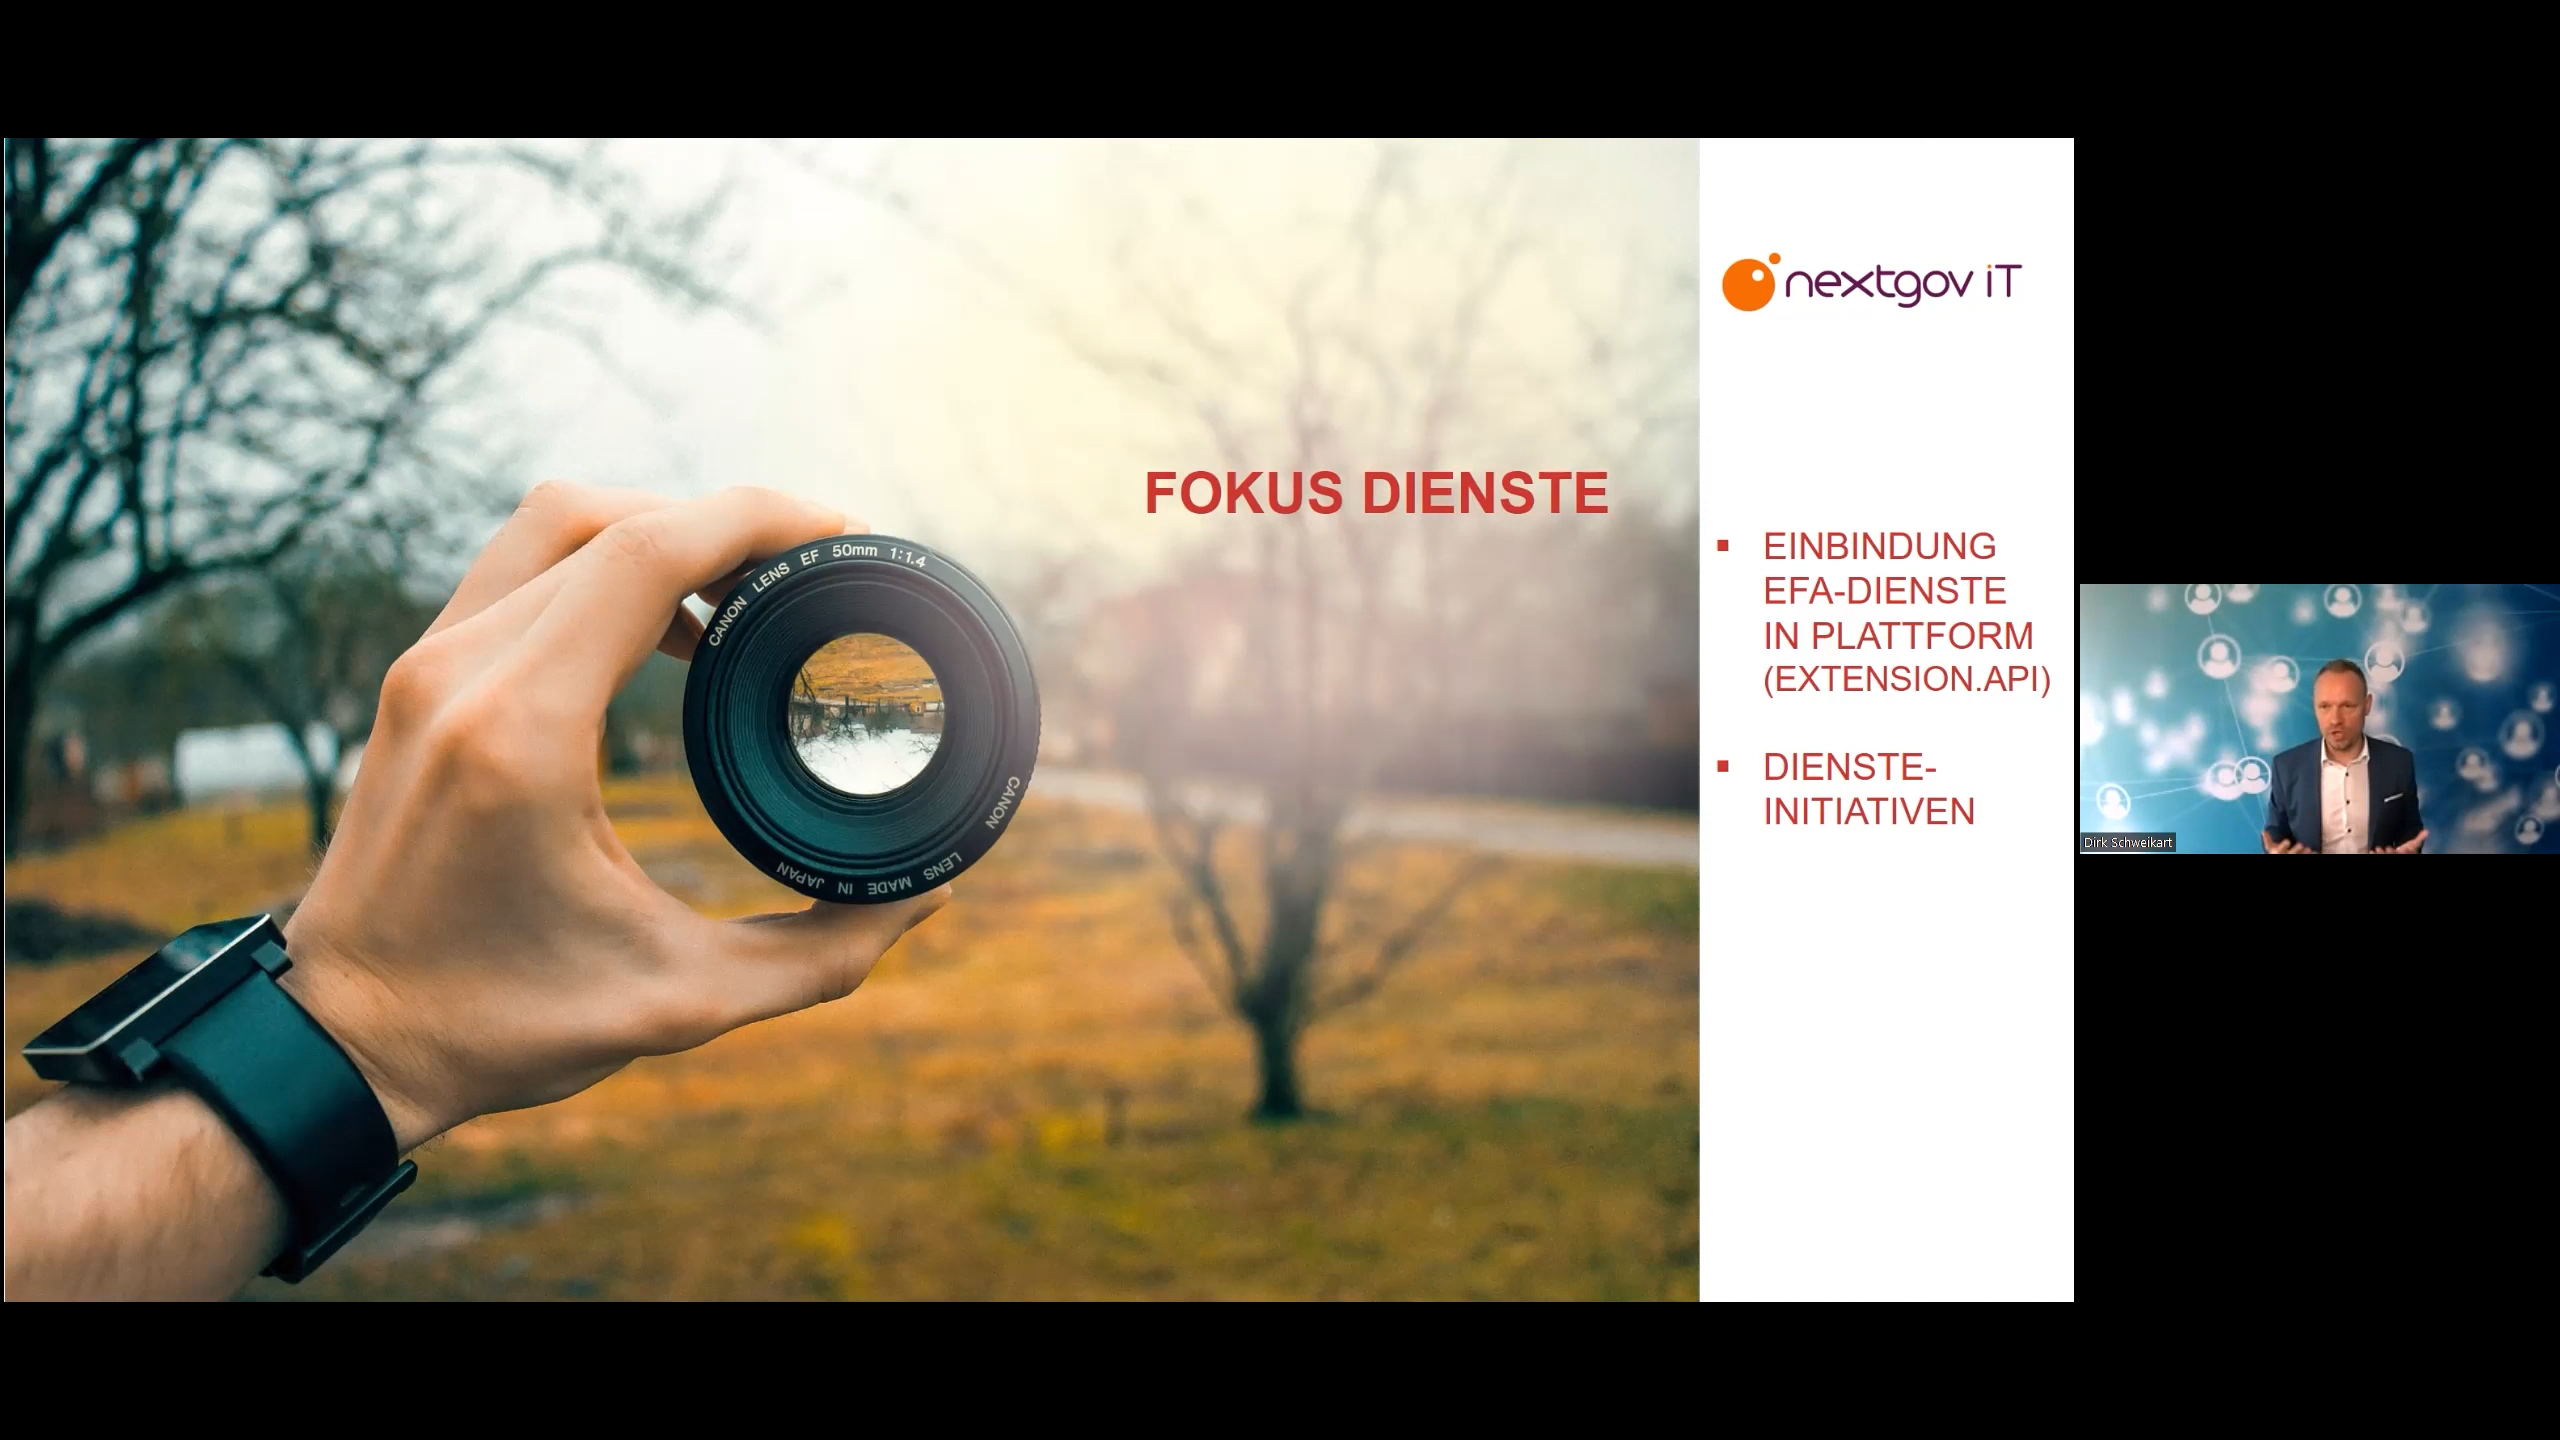 nextgov iT
FOKUS DIENSTE
CANON LENS EF 50mm 1:1.4
CANON LENS MADE IN JAPAN
▪ EINBINDUNG
EFA-DIENSTE
IN PLATTFORM
(EXTENSION.API)
▪ DIENSTE-
INITIATIVEN
Dirk Schweikart